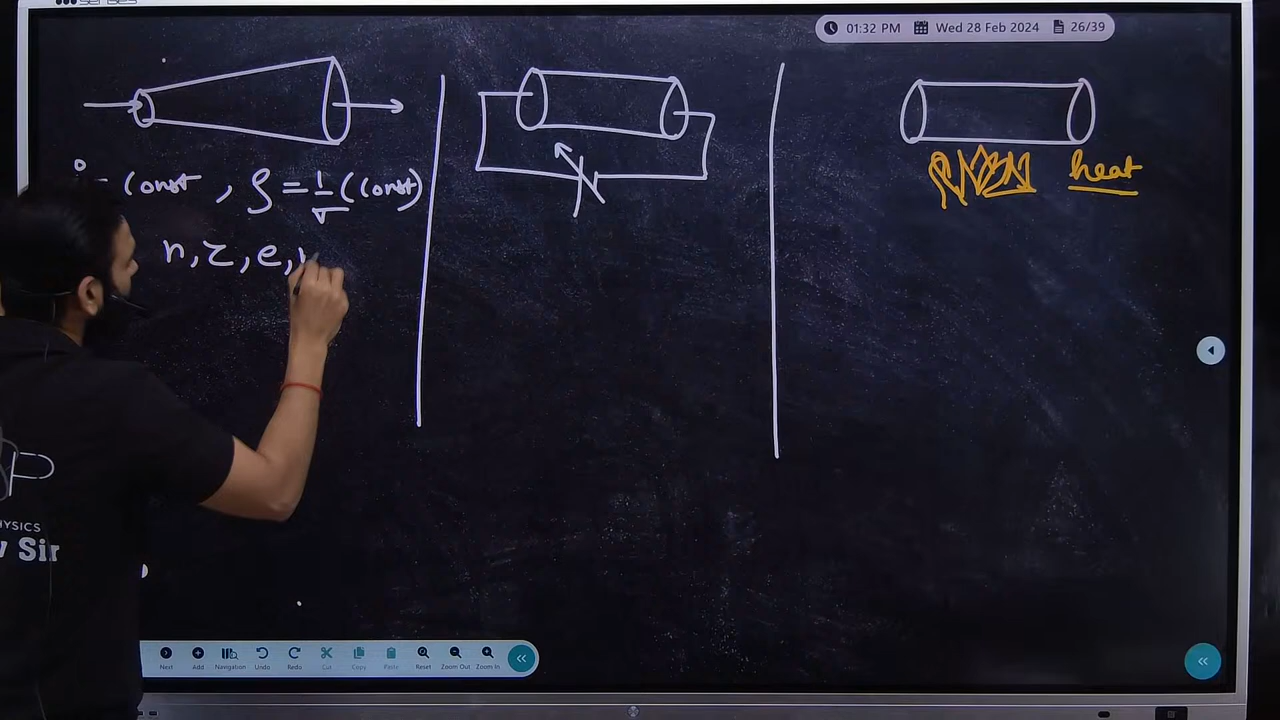 01:32 PM Wed 28 Feb 2024 26/39
i = Const, ρ = 1/σ (Const)
heat
n, τ, e,
HYSICS
Sir
Next Add Navigation Undo Redo Cut Copy Paste Reset Zoom Out Zoom In